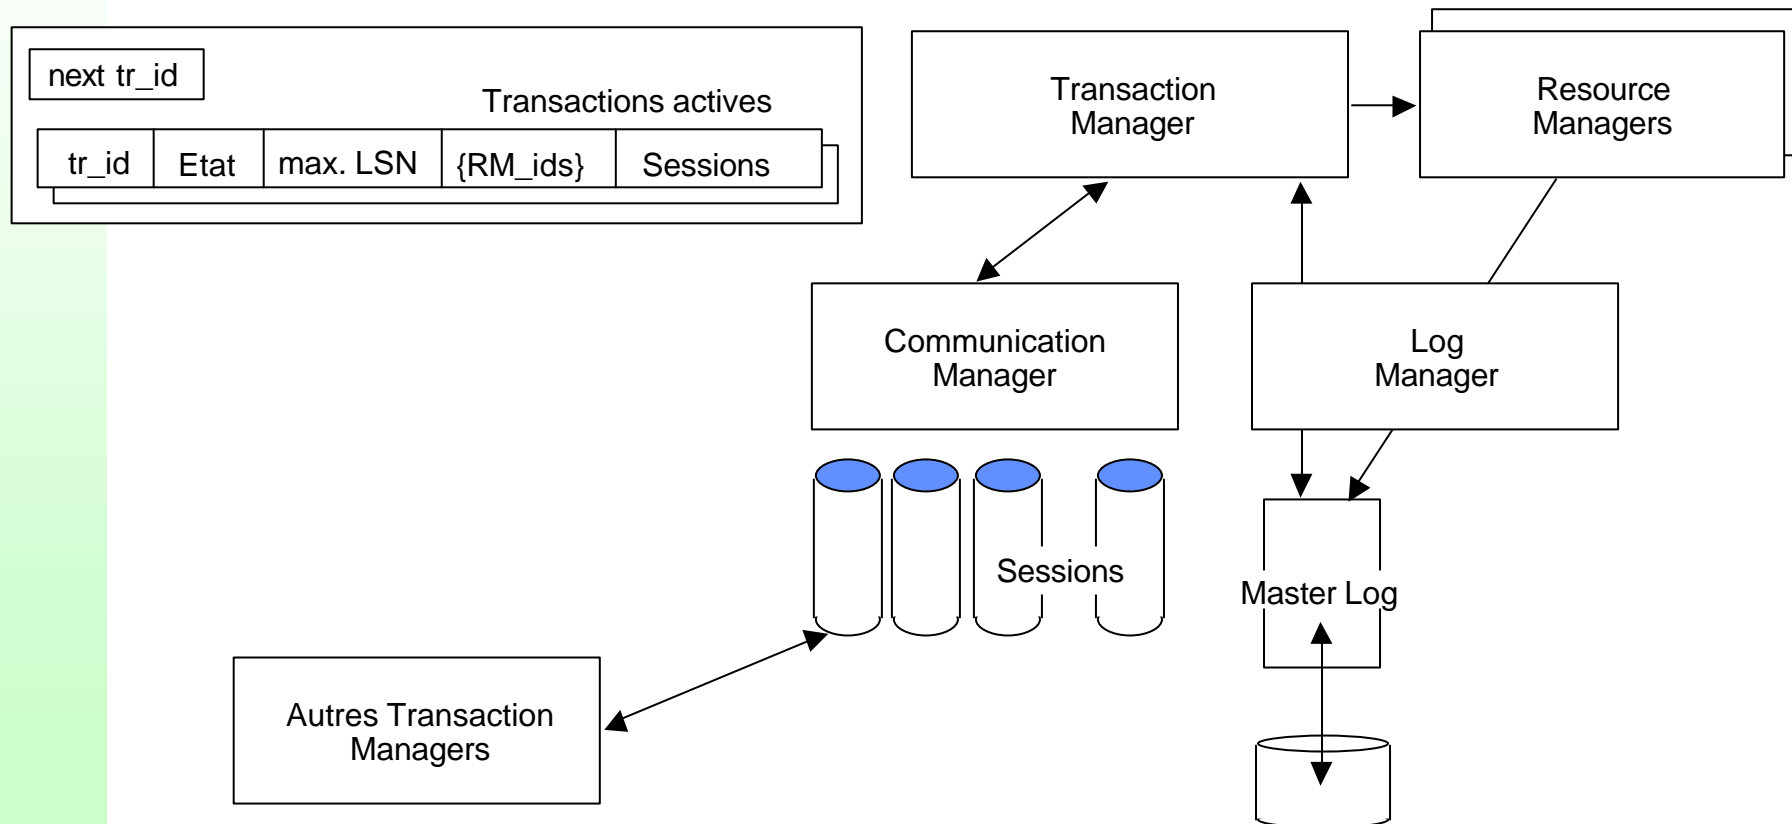 next tr_id
Transactions actives
tr_id Etat max. LSN {RM_ids} Sessions
Transaction
Manager
Resource
Managers
Communication
Manager
Log
Manager
Sessions
Master Log
Autres Transaction
Managers